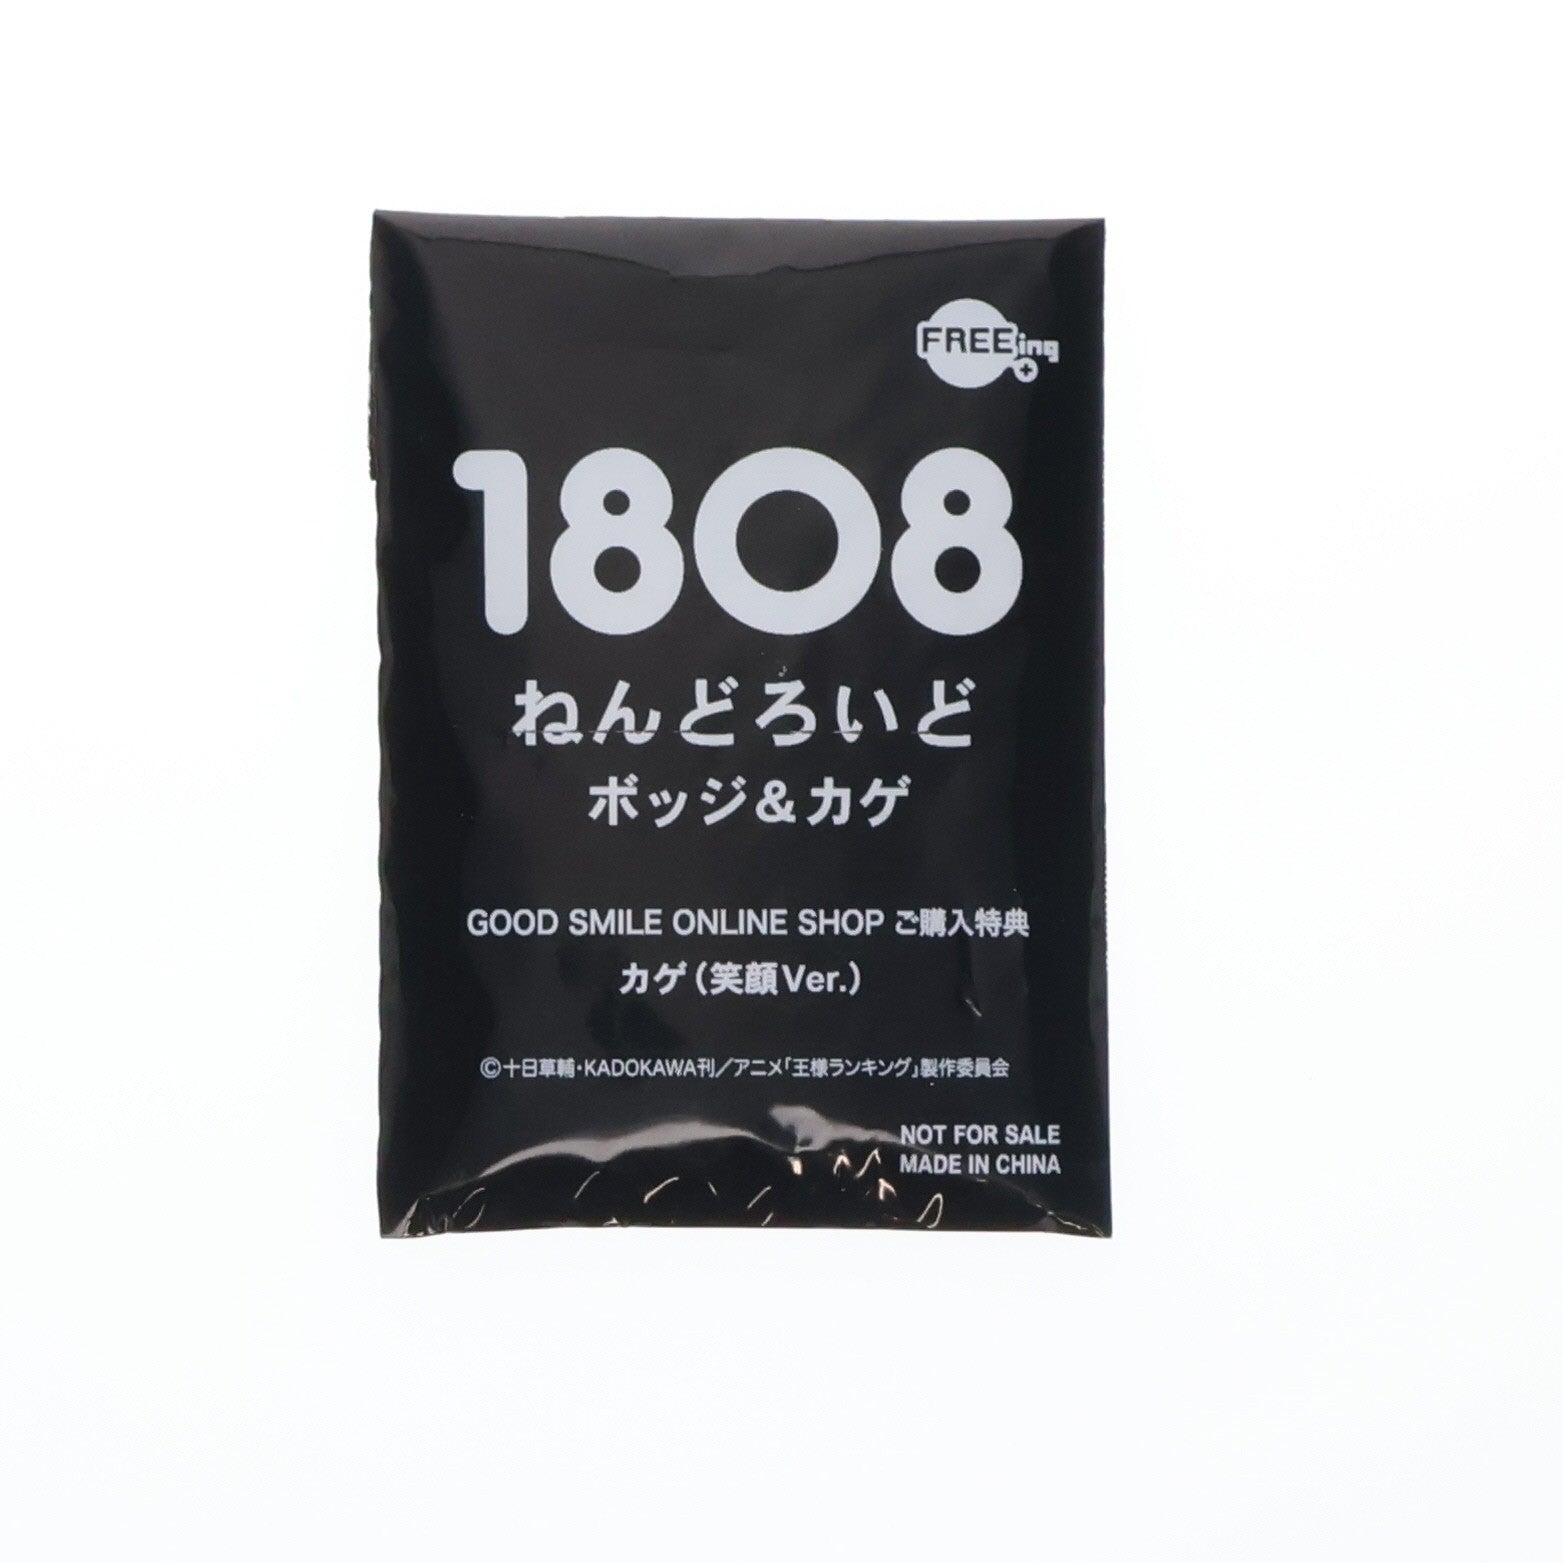 FREEing
1808
ねんどろいど
ボッジ&カゲ
GOOD SMILE ONLINE SHOP ご購入特典
カゲ(笑顔Ver.)
©十日草輔・KADOKAWA刊／アニメ「王様ランキング」製作委員会
NOT FOR SALE
MADE IN CHINA